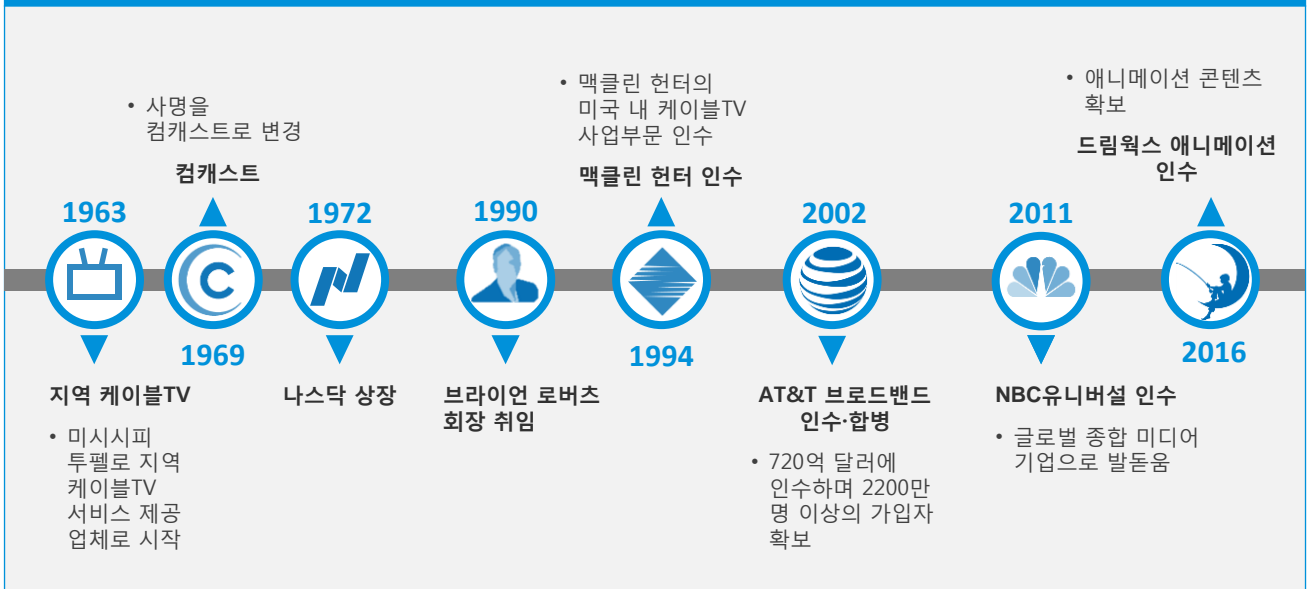 1963
지역 케이블TV
• 미시시피
투펠로 지역
케이블TV
서비스 제공
업체로 시작
• 사명을
컴캐스트로 변경
컴캐스트
C
1969
1972
나스닥 상장
1990
브라이언 로버츠
회장 취임
• 맥클린 헌터의
미국 내 케이블TV
사업부문 인수
맥클린 헌터 인수
1994
2002
AT&T 브로드밴드
인수·합병
• 720억 달러에
인수하며 2200만
명 이상의 가입자
확보
2011
NBC유니버설 인수
• 글로벌 종합 미디어
기업으로 발돋움
• 애니메이션 콘텐츠
확보
드림웍스 애니메이션
인수
2016